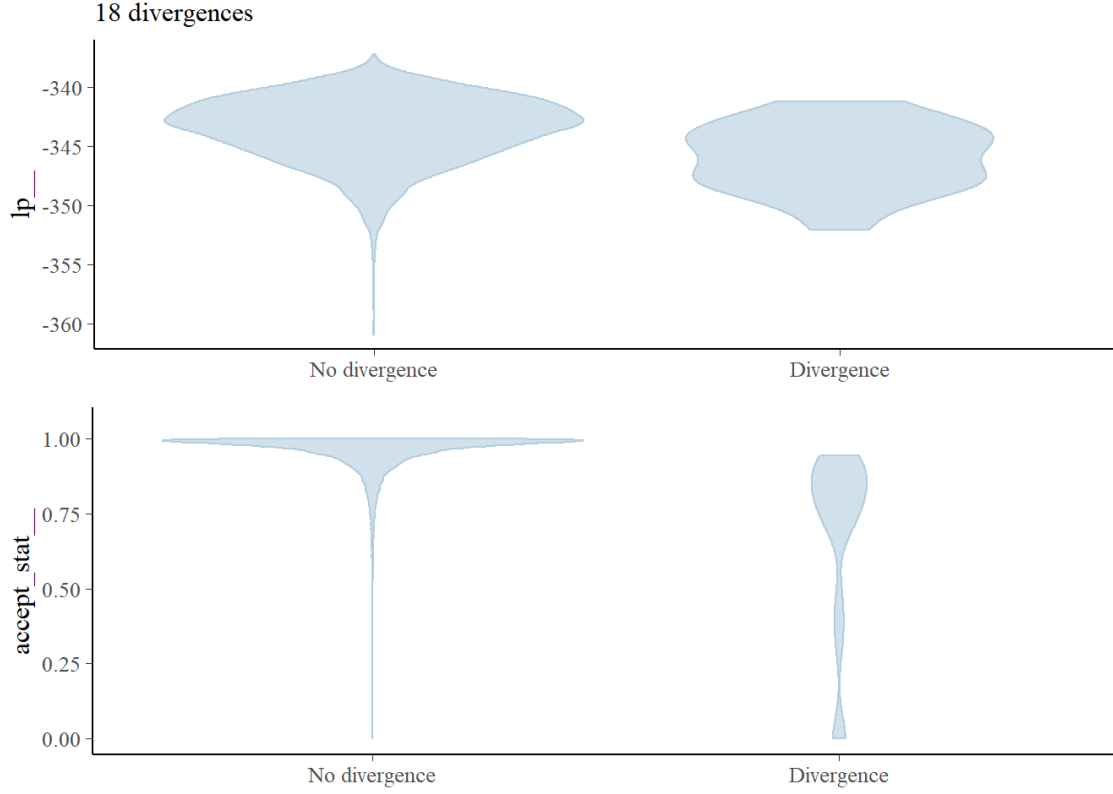 18 divergences
lp__
-340
-345
-350
-355
-360
No divergence
Divergence
accept_stat__
1.00
0.75
0.50
0.25
0.00
No divergence
Divergence